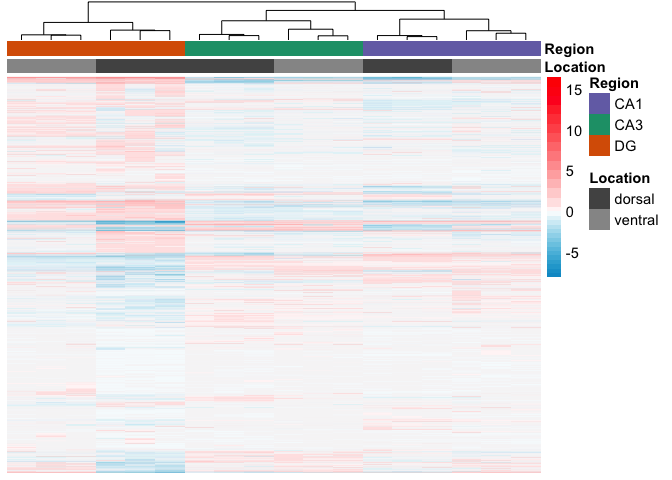 Region
Location
15
10
5
0
-5
Region
CA1
CA3
DG
Location
dorsal
ventral